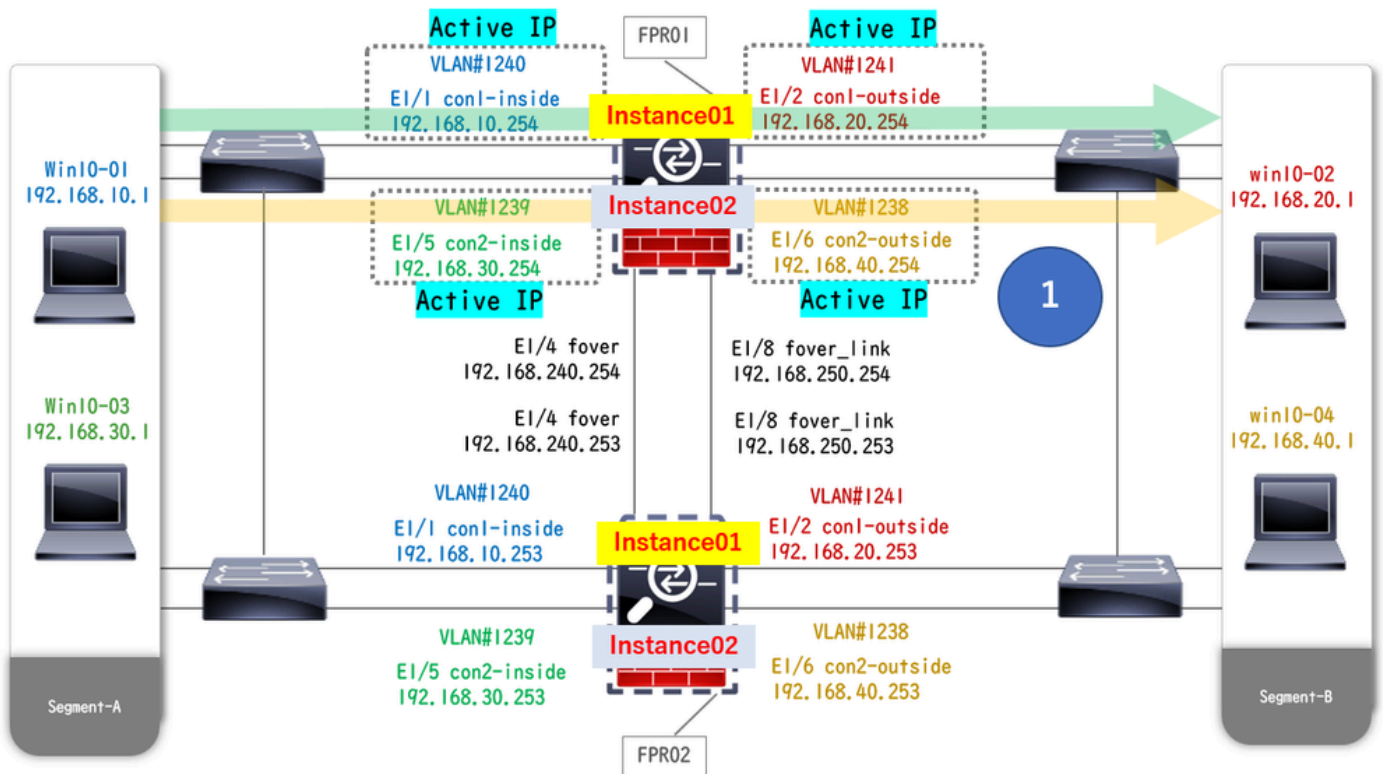 Active IP
FPR01
Active IP
VLAN#1240
E1/1 con1-inside
192.168.10.254
Instance01
VLAN#1241
E1/2 con1-outside
192.168.20.254
Win10-01
192.168.10.1
win10-02
192.168.20.1
VLAN#1239
E1/5 con2-inside
192.168.30.254
Active IP
Instance02
VLAN#1238
E1/6 con2-outside
192.168.40.254
Active IP
1
E1/4 fover
192.168.240.254
E1/8 fover_link
192.168.250.254
E1/4 fover
192.168.240.253
E1/8 fover_link
192.168.250.253
Win10-03
192.168.30.1
win10-04
192.168.40.1
VLAN#1240
E1/1 con1-inside
192.168.10.253
Instance01
VLAN#1241
E1/2 con1-outside
192.168.20.253
VLAN#1239
E1/5 con2-inside
192.168.30.253
Instance02
VLAN#1238
E1/6 con2-outside
192.168.40.253
Segment-A
Segment-B
FPR02